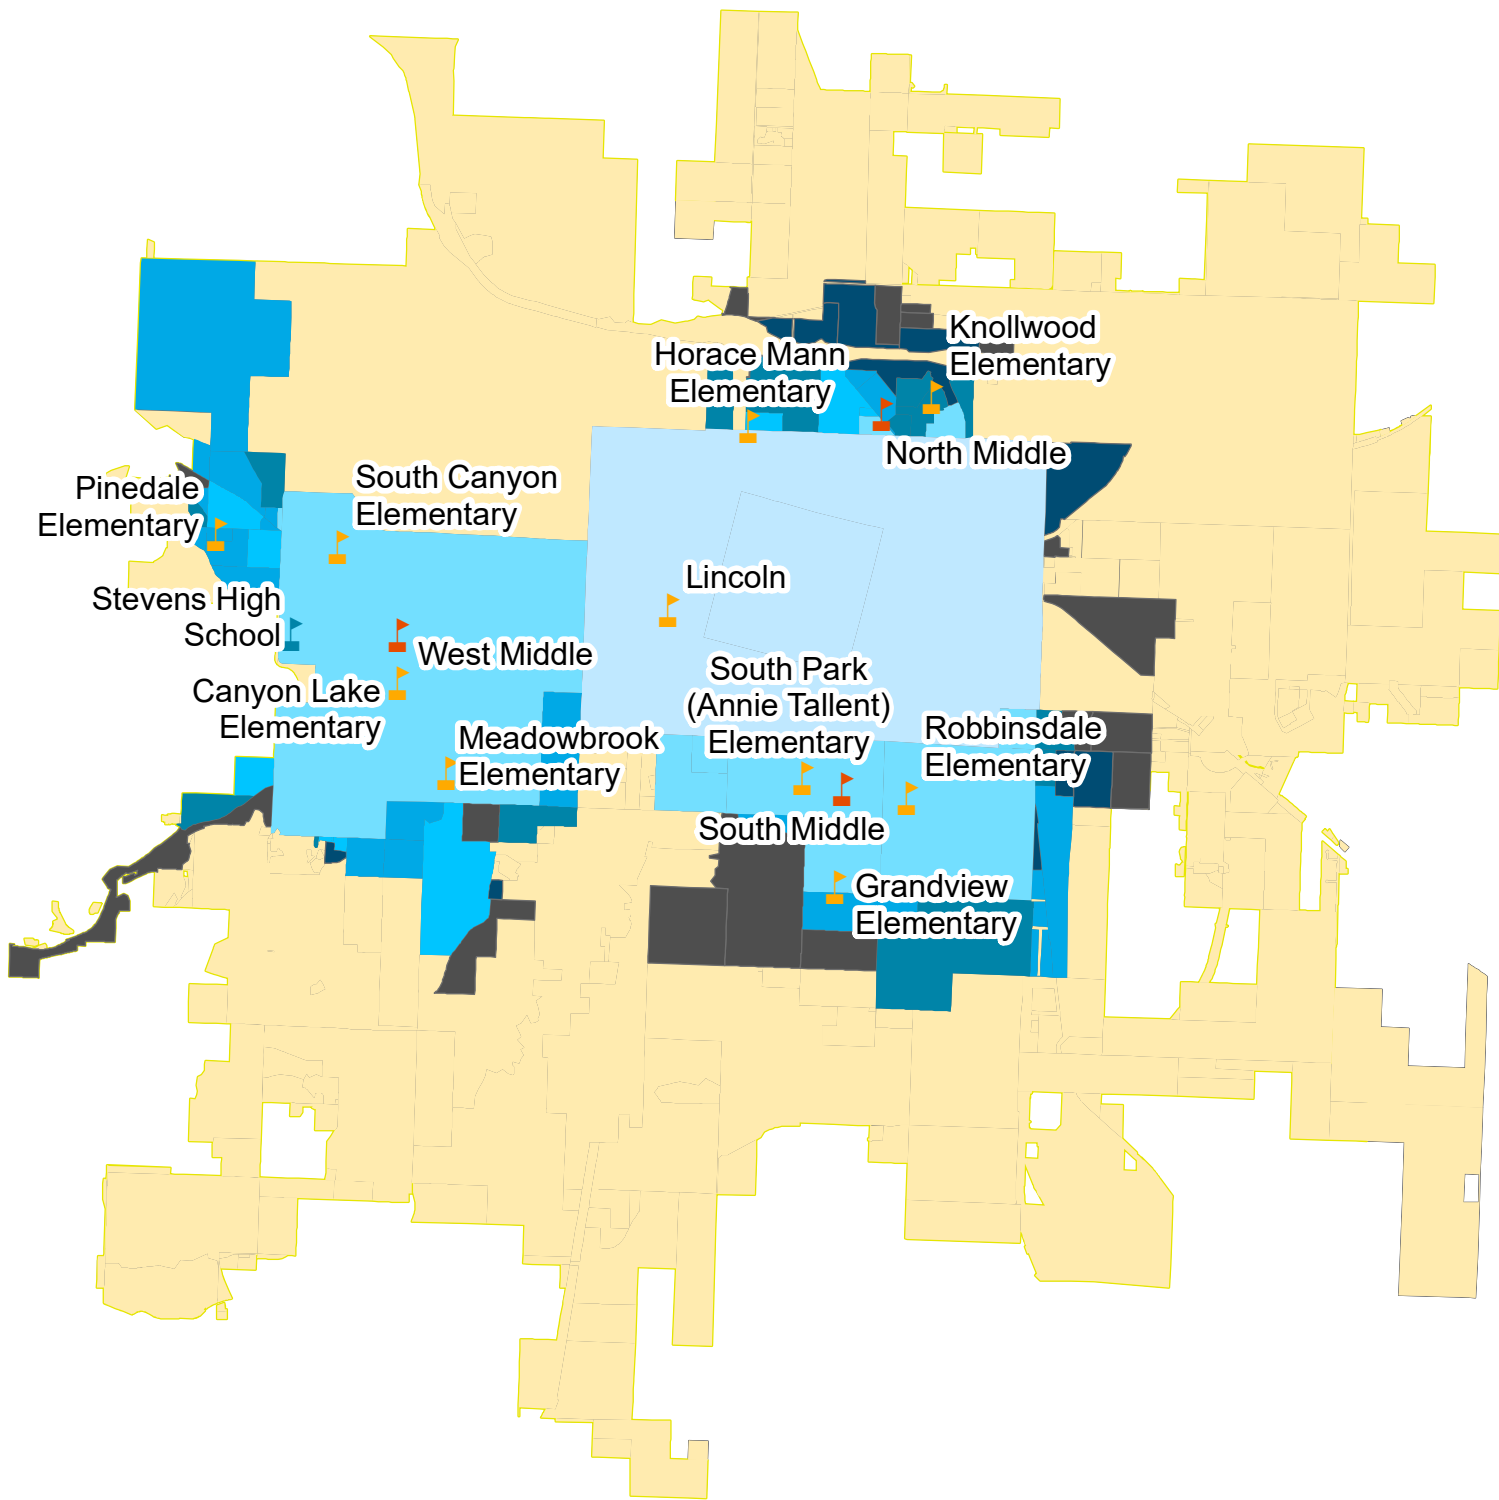 Knollwood
Elementary
Horace Mann
Elementary
North Middle
South Canyon
Elementary
Pinedale
Elementary
Lincoln
Stevens High
School
West Middle
South Park
(Annie Tallent)
Elementary
Canyon Lake
Elementary
Meadowbrook
Elementary
Robbinsdale
Elementary
South Middle
Grandview
Elementary